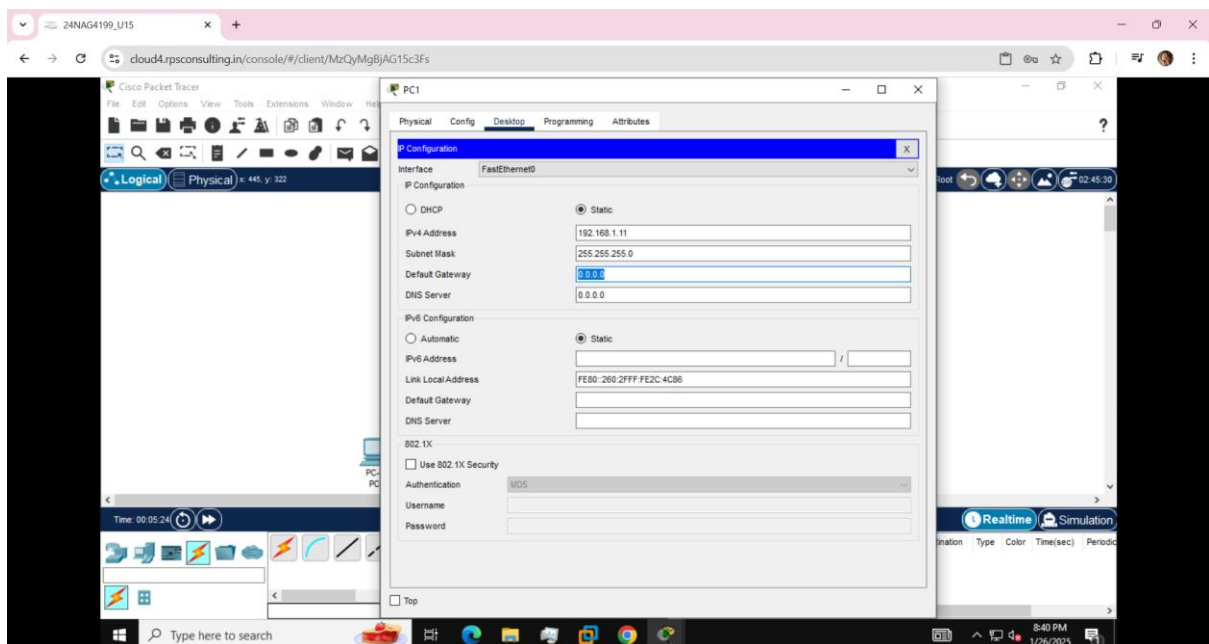 24NAG4199_U15
cloud4.rpsconsulting.in/console/#/client/MzQyMgBjAG15c3Fs
Cisco Packet Tracer
File Edit Options View Tools Extensions Window Hel
PC1
Physical Config Desktop Programming Attributes
IP Configuration X
Interface FastEthernet0
IP Configuration
DHCP Static
IPv4 Address 192.168.1.11
Subnet Mask 255.255.255.0
Default Gateway 0.0.0.0
DNS Server 0.0.0.0
IPv6 Configuration
Automatic Static
IPv6 Address /
Link Local Address FE80::260:2FFF:FE2C:4C86
Default Gateway
DNS Server
802.1X
Use 802.1X Security
Authentication MD5
Username
Password
Top
Logical Physical x: 445, y: 322
Root 02:45:30
PC-
PC
Time: 00:05:24
Realtime Simulation
ination Type Color Time(sec) Periodic
Type here to search
8:40 PM
1/26/2025